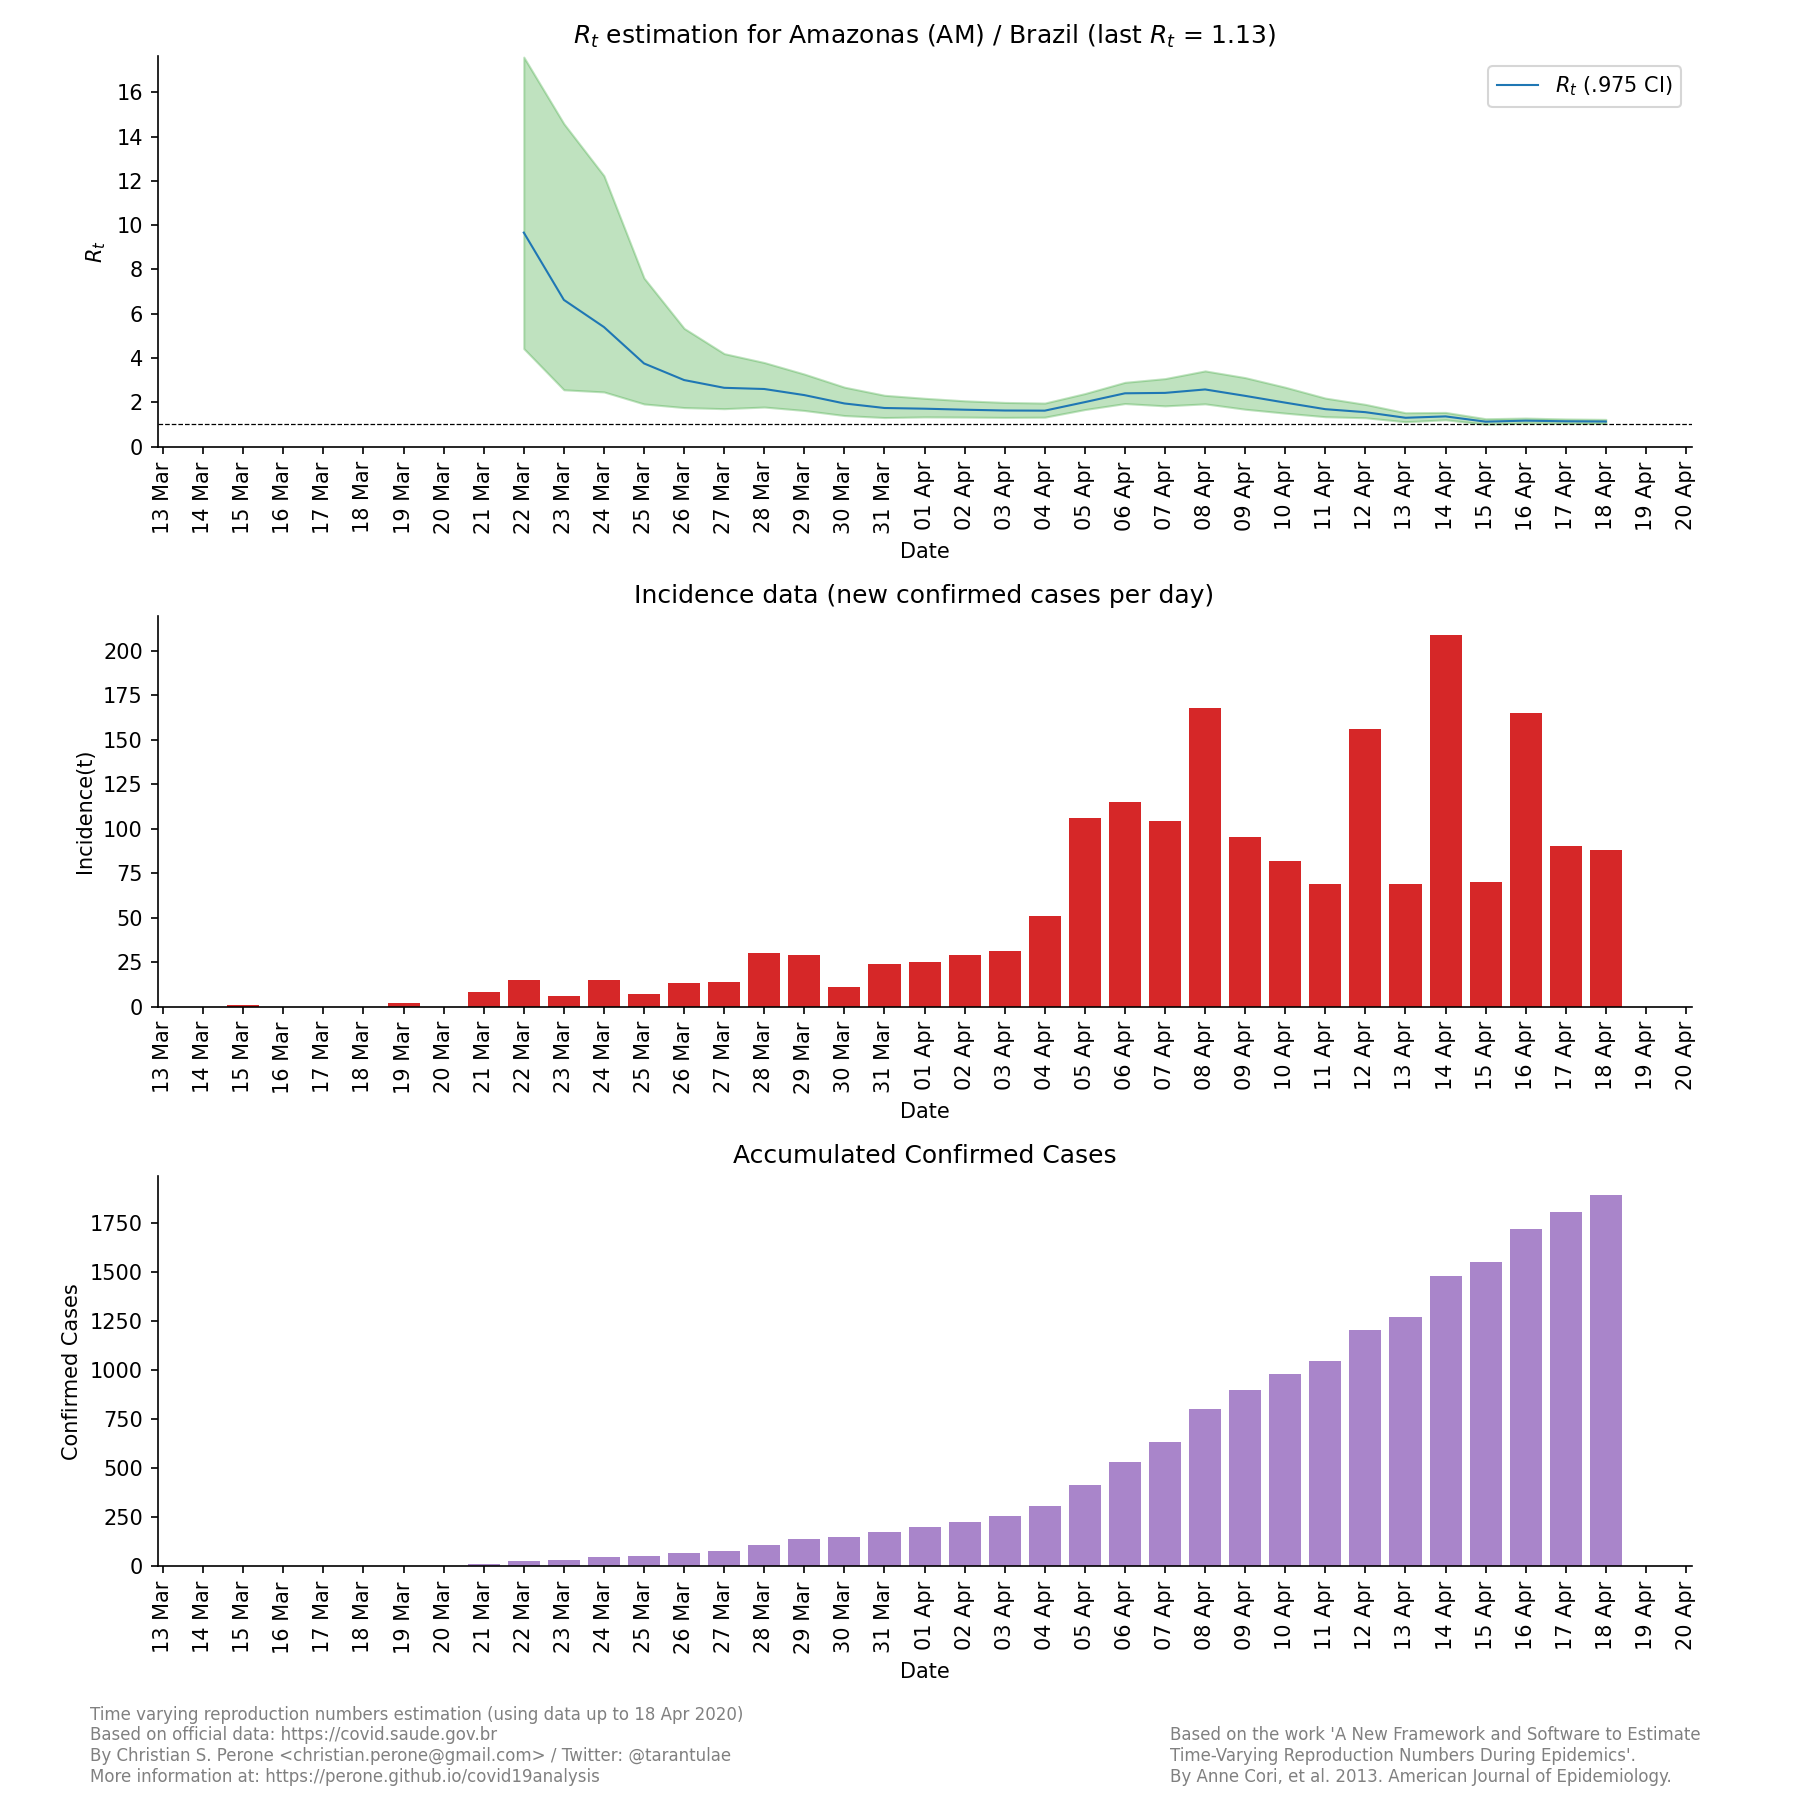 R_t estimation for Amazonas (AM) / Brazil (last R_t = 1.13)
R_t (.975 CI)
R_t
16
14
12
10
8
6
4
2
0
13 Mar 14 Mar 15 Mar 16 Mar 17 Mar 18 Mar 19 Mar 20 Mar 21 Mar 22 Mar 23 Mar 24 Mar 25 Mar 26 Mar 27 Mar 28 Mar 29 Mar 30 Mar 31 Mar 01 Apr 02 Apr 03 Apr 04 Apr 05 Apr 06 Apr 07 Apr 08 Apr 09 Apr 10 Apr 11 Apr 12 Apr 13 Apr 14 Apr 15 Apr 16 Apr 17 Apr 18 Apr 19 Apr 20 Apr
Date
Incidence data (new confirmed cases per day)
Incidence(t)
200
175
150
125
100
75
50
25
0
13 Mar 14 Mar 15 Mar 16 Mar 17 Mar 18 Mar 19 Mar 20 Mar 21 Mar 22 Mar 23 Mar 24 Mar 25 Mar 26 Mar 27 Mar 28 Mar 29 Mar 30 Mar 31 Mar 01 Apr 02 Apr 03 Apr 04 Apr 05 Apr 06 Apr 07 Apr 08 Apr 09 Apr 10 Apr 11 Apr 12 Apr 13 Apr 14 Apr 15 Apr 16 Apr 17 Apr 18 Apr 19 Apr 20 Apr
Date
Accumulated Confirmed Cases
Confirmed Cases
1750
1500
1250
1000
750
500
250
0
13 Mar 14 Mar 15 Mar 16 Mar 17 Mar 18 Mar 19 Mar 20 Mar 21 Mar 22 Mar 23 Mar 24 Mar 25 Mar 26 Mar 27 Mar 28 Mar 29 Mar 30 Mar 31 Mar 01 Apr 02 Apr 03 Apr 04 Apr 05 Apr 06 Apr 07 Apr 08 Apr 09 Apr 10 Apr 11 Apr 12 Apr 13 Apr 14 Apr 15 Apr 16 Apr 17 Apr 18 Apr 19 Apr 20 Apr
Date
Time varying reproduction numbers estimation (using data up to 18 Apr 2020)
Based on official data: https://covid.saude.gov.br
By Christian S. Perone <christian.perone@gmail.com> / Twitter: @tarantulae
More information at: https://perone.github.io/covid19analysis
Based on the work 'A New Framework and Software to Estimate
Time-Varying Reproduction Numbers During Epidemics'.
By Anne Cori, et al. 2013. American Journal of Epidemiology.